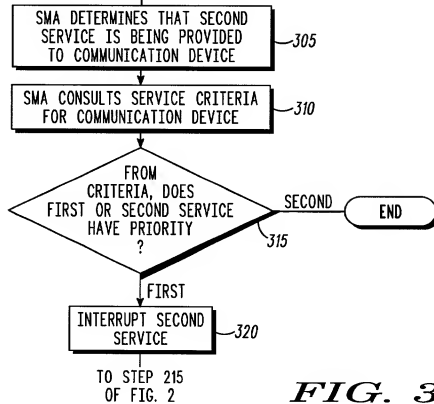 SMA DETERMINES THAT SECOND
SERVICE IS BEING PROVIDED
TO COMMUNICATION DEVICE
305
SMA CONSULTS SERVICE CRITERIA
FOR COMMUNICATION DEVICE
310
FROM
CRITERIA, DOES
FIRST OR SECOND SERVICE
HAVE PRIORITY
?
315
SECOND
END
FIRST
INTERRUPT SECOND
SERVICE
320
TO STEP 215
OF FIG. 2
FIG. 3